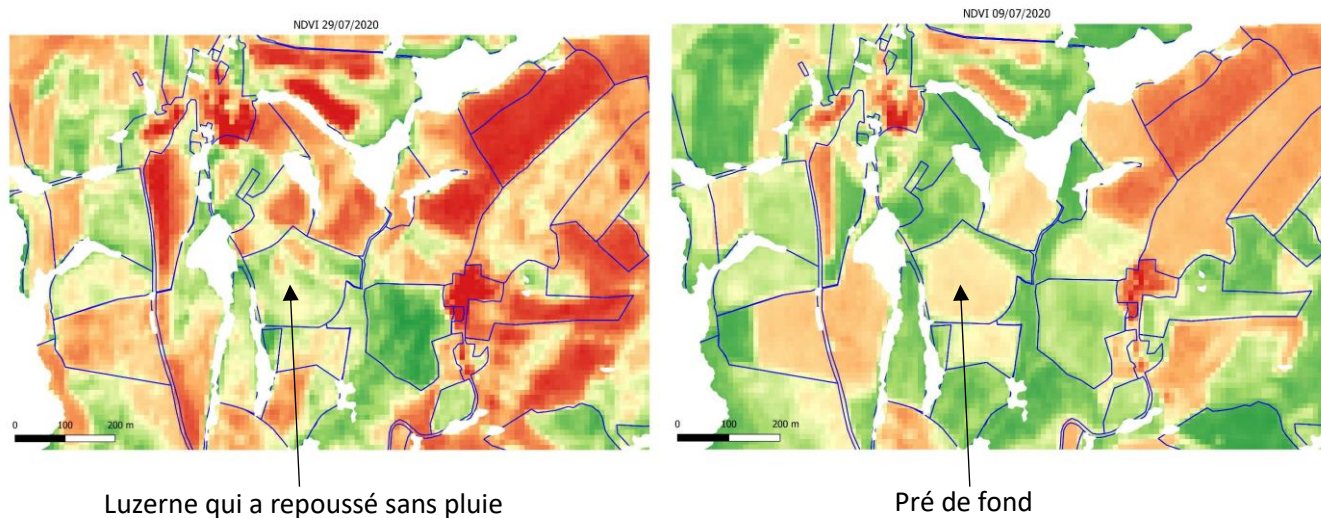 NDVI 29/07/2020
NDVI 09/07/2020
0 100 200 m
0 100 200 m
Luzerne qui a repoussé sans pluie
Pré de fond